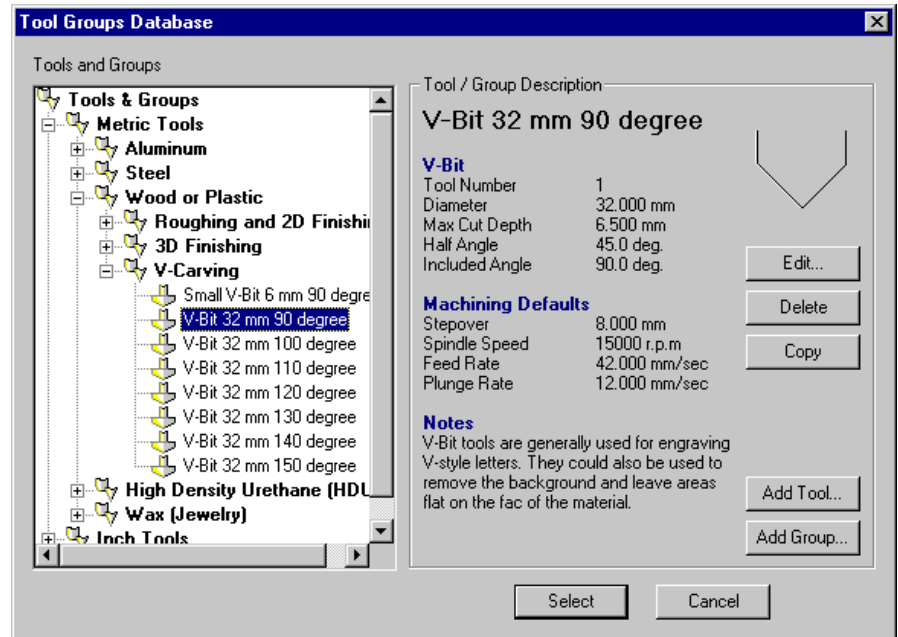 Tool Groups Database
Tools and Groups
Tools & Groups
Metric Tools
Aluminum
Steel
Wood or Plastic
Roughing and 2D Finishi
3D Finishing
V-Carving
Small V-Bit 6 mm 90 degre
V-Bit 32 mm 90 degree
V-Bit 32 mm 100 degree
V-Bit 32 mm 110 degree
V-Bit 32 mm 120 degree
V-Bit 32 mm 130 degree
V-Bit 32 mm 140 degree
V-Bit 32 mm 150 degree
High Density Urethane (HDU
Wax (Jewelry)
Inch Tools
Tool / Group Description
V-Bit 32 mm 90 degree
V-Bit
Tool Number 1
Diameter 32.000 mm
Max Cut Depth 6.500 mm
Half Angle 45.0 deg.
Included Angle 90.0 deg.
Machining Defaults
Stepover 8.000 mm
Spindle Speed 15000 r.p.m
Feed Rate 42.000 mm/sec
Plunge Rate 12.000 mm/sec
Notes
V-Bit tools are generally used for engraving
V-style letters. They could also be used to
remove the background and leave areas
flat on the fac of the material.
Edit...
Delete
Copy
Add Tool...
Add Group...
Select
Cancel